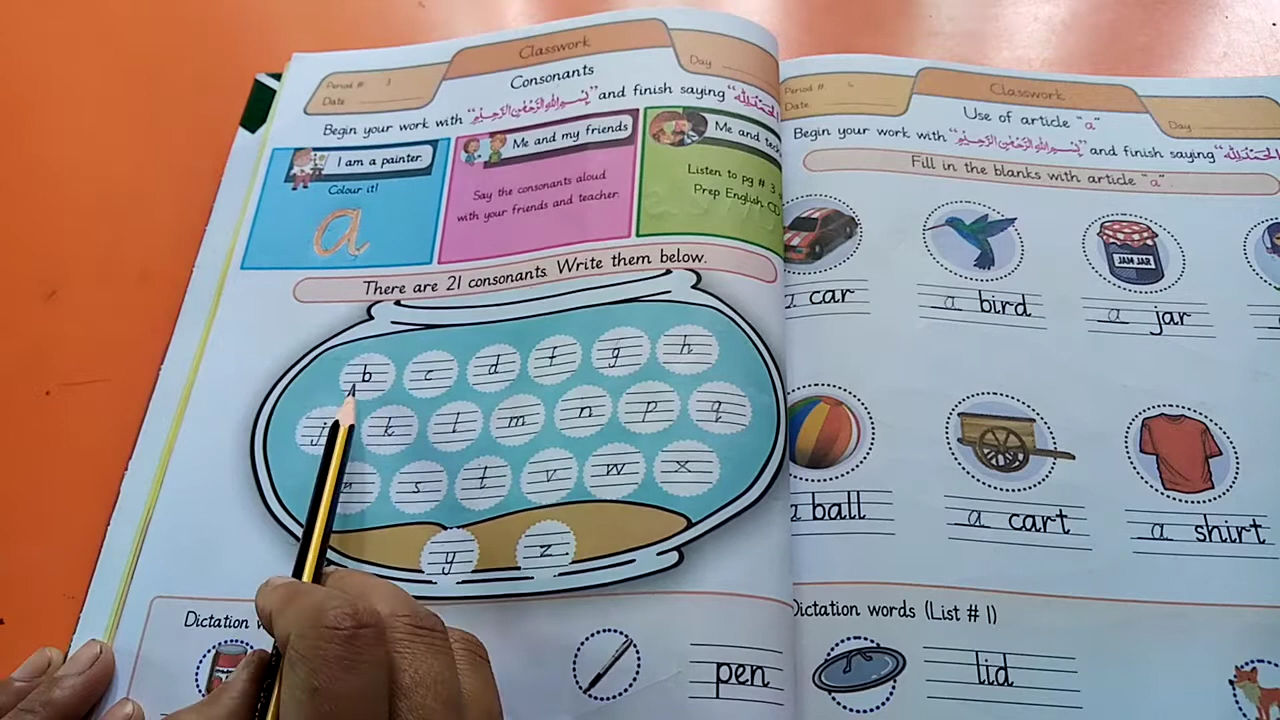 Classwork
Period # 3
Date
Day
Consonants
Begin your work with "بِسْمِ اللهِ الرَّحْمٰنِ الرَّحِيْمِ" and finish saying "اَلْحَمْدُلِلّٰه
I am a painter.
Colour it!
a
Me and my friends
Say the consonants aloud
with your friends and teacher.
Me and
Listen to pg # 3
Prep English CD
There are 21 consonants. Write them below.
b c d f g h
j k l m n p q
s t v w x
y z
Dictation
pen
Classwork
Period #
Date
Day
Use of article "a"
Begin your work with "بِسْمِ اللهِ الرَّحْمٰنِ الرَّحِيْمِ" and finish saying "اَلْحَمْدُلِلّٰه
Fill in the blanks with article "a".
JAM JAR
a car a bird a jar
a ball a cart a shirt
Dictation words (List # 1)
lid